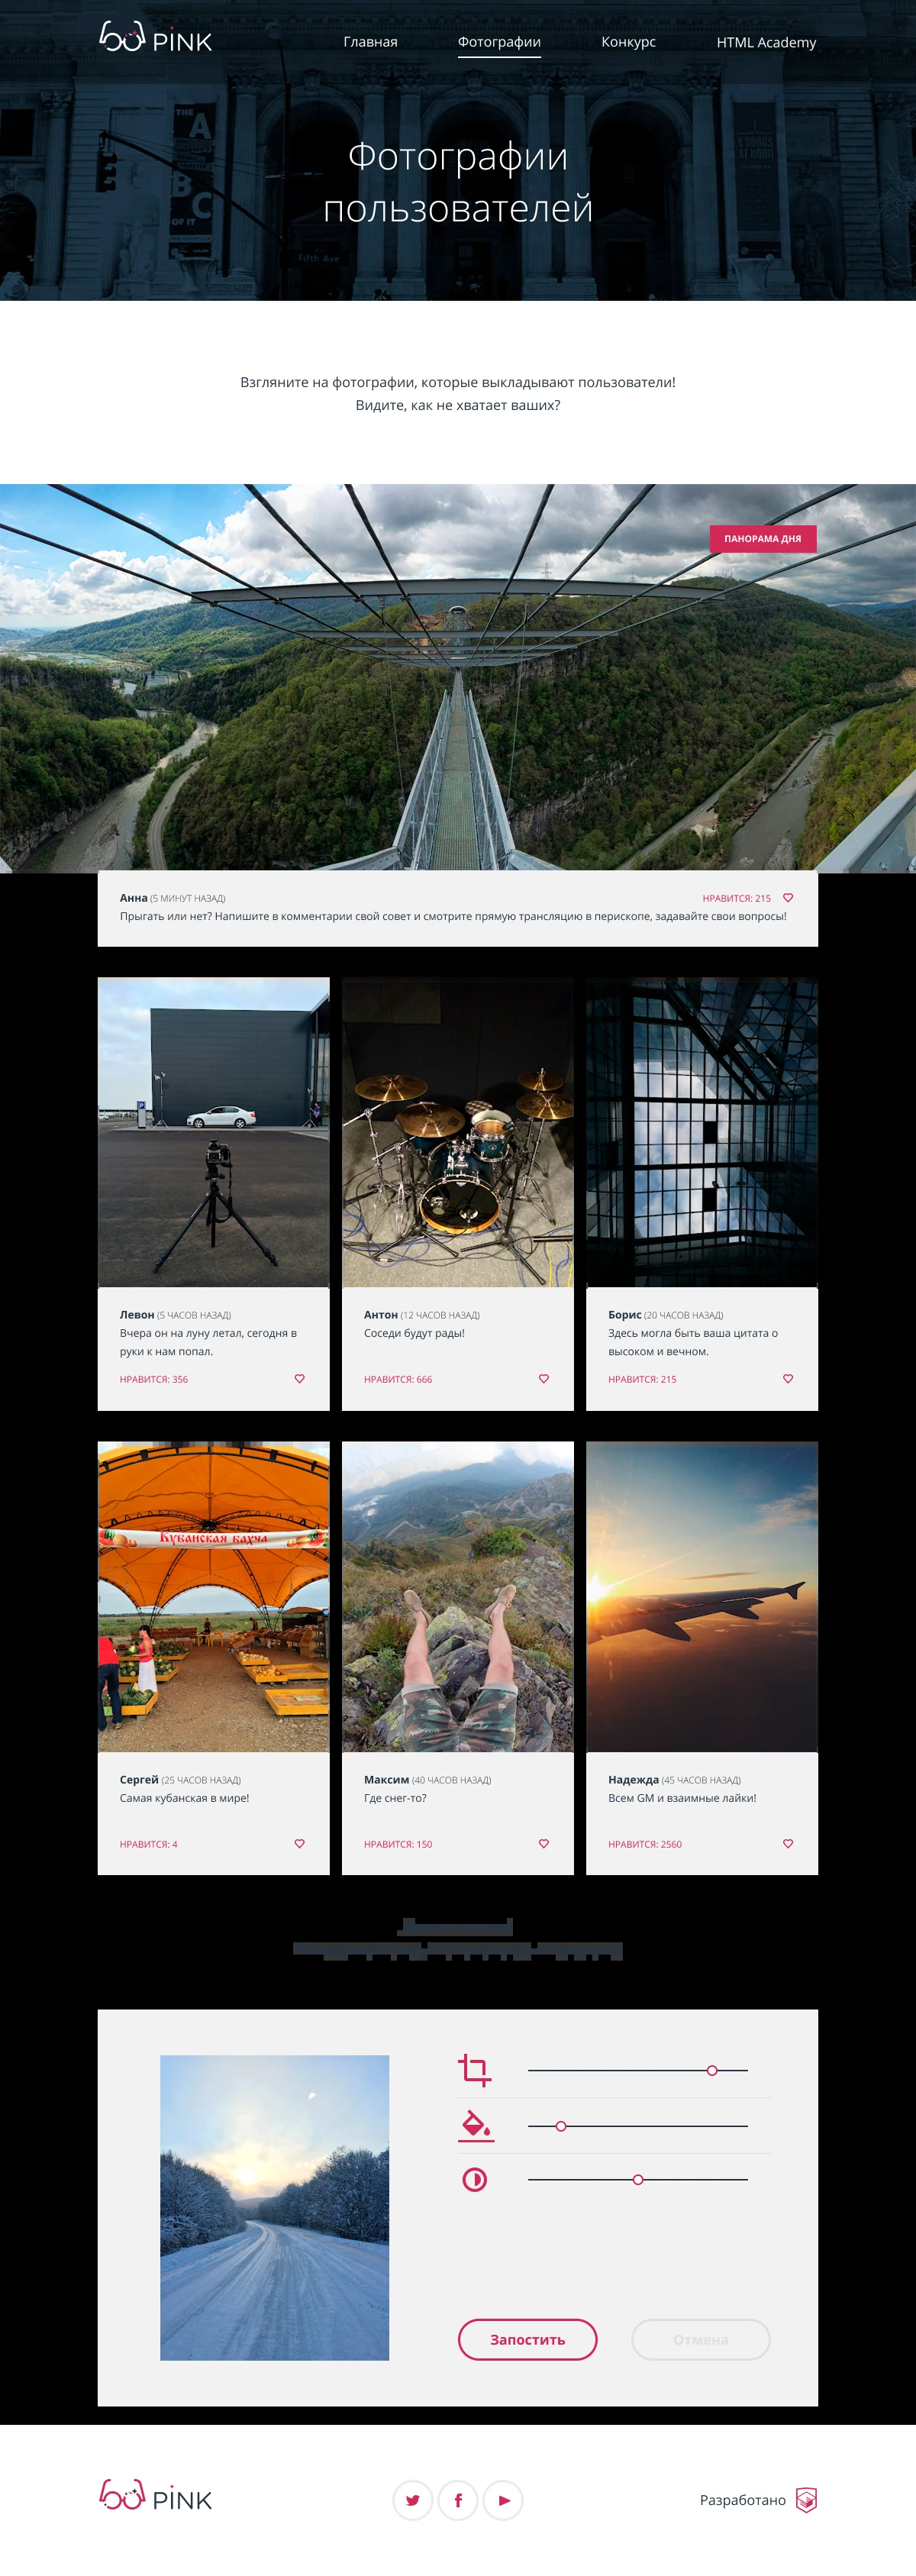 PINK
Главная
Фотографии
Конкурс
HTML Academy
THE
A
B
C
OF IT
Fifth Ave
Фотографии
пользователей
Взгляните на фотографии, которые выкладывают пользователи!
Видите, как не хватает ваших?
ПАНОРАМА ДНЯ
Анна (5 МИНУТ НАЗАД)
НРАВИТСЯ: 215
Прыгать или нет? Напишите в комментарии свой совет и смотрите прямую трансляцию в перископе, задавайте свои вопросы!
Левон (5 ЧАСОВ НАЗАД)
Вчера он на луну летал, сегодня в
руки к нам попал.
НРАВИТСЯ: 356
Антон (12 ЧАСОВ НАЗАД)
Соседи будут рады!
НРАВИТСЯ: 666
Борис (20 ЧАСОВ НАЗАД)
Здесь могла быть ваша цитата о
высоком и вечном.
НРАВИТСЯ: 215
Кубанская бахча
Сергей (25 ЧАСОВ НАЗАД)
Самая кубанская в мире!
НРАВИТСЯ: 4
Максим (40 ЧАСОВ НАЗАД)
Где снег-то?
НРАВИТСЯ: 150
Надежда (45 ЧАСОВ НАЗАД)
Всем GM и взаимные лайки!
НРАВИТСЯ: 2560
Запостить
Отмена
PINK
Разработано